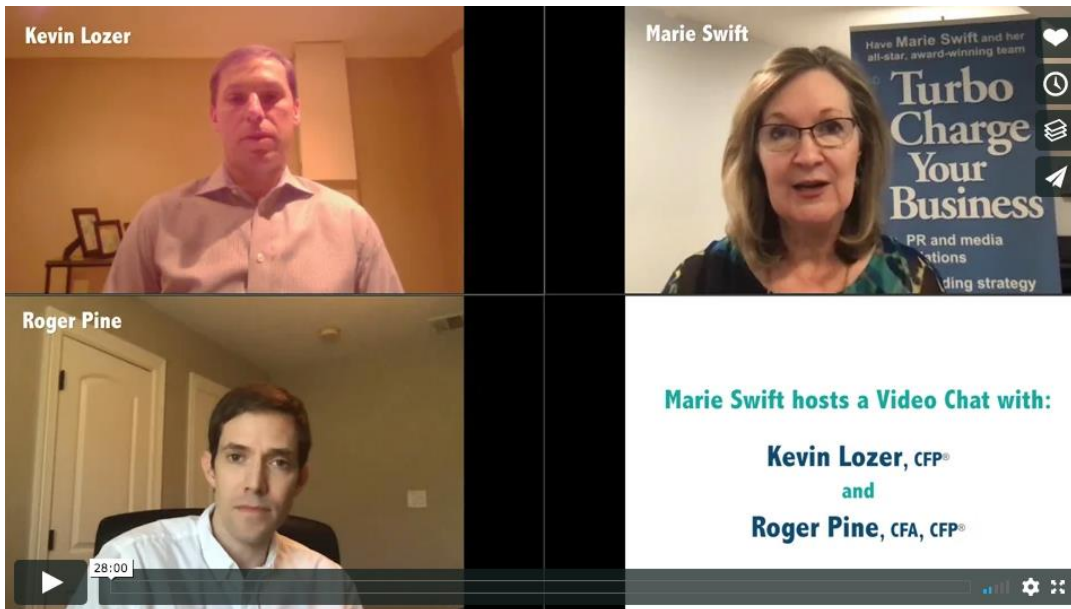 Kevin Lozer
Marie Swift
Have Marie Swift and her
all-star, award-winning team
Turbo
Charge
Your
Business
PR and media
ations
ding strategy
Roger Pine
Marie Swift hosts a Video Chat with:
Kevin Lozer, CFP®
and
Roger Pine, CFA, CFP®
28:00